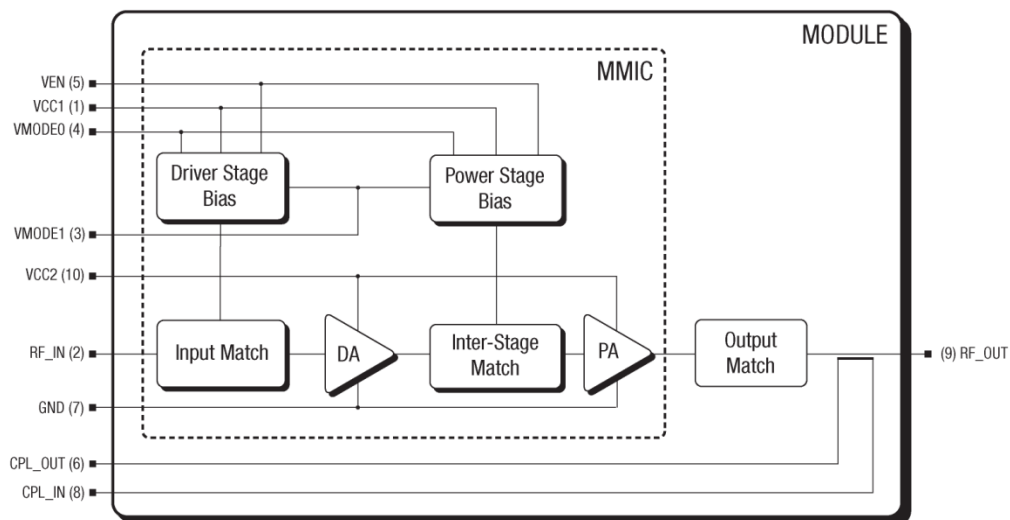 MODULE
MMIC
VEN (5)
VCC1 (1)
VMODE0 (4)
Driver Stage
Bias
Power Stage
Bias
VMODE1 (3)
VCC2 (10)
RF_IN (2)
Input Match
DA
Inter-Stage
Match
PA
Output
Match
(9) RF_OUT
GND (7)
CPL_OUT (6)
CPL_IN (8)